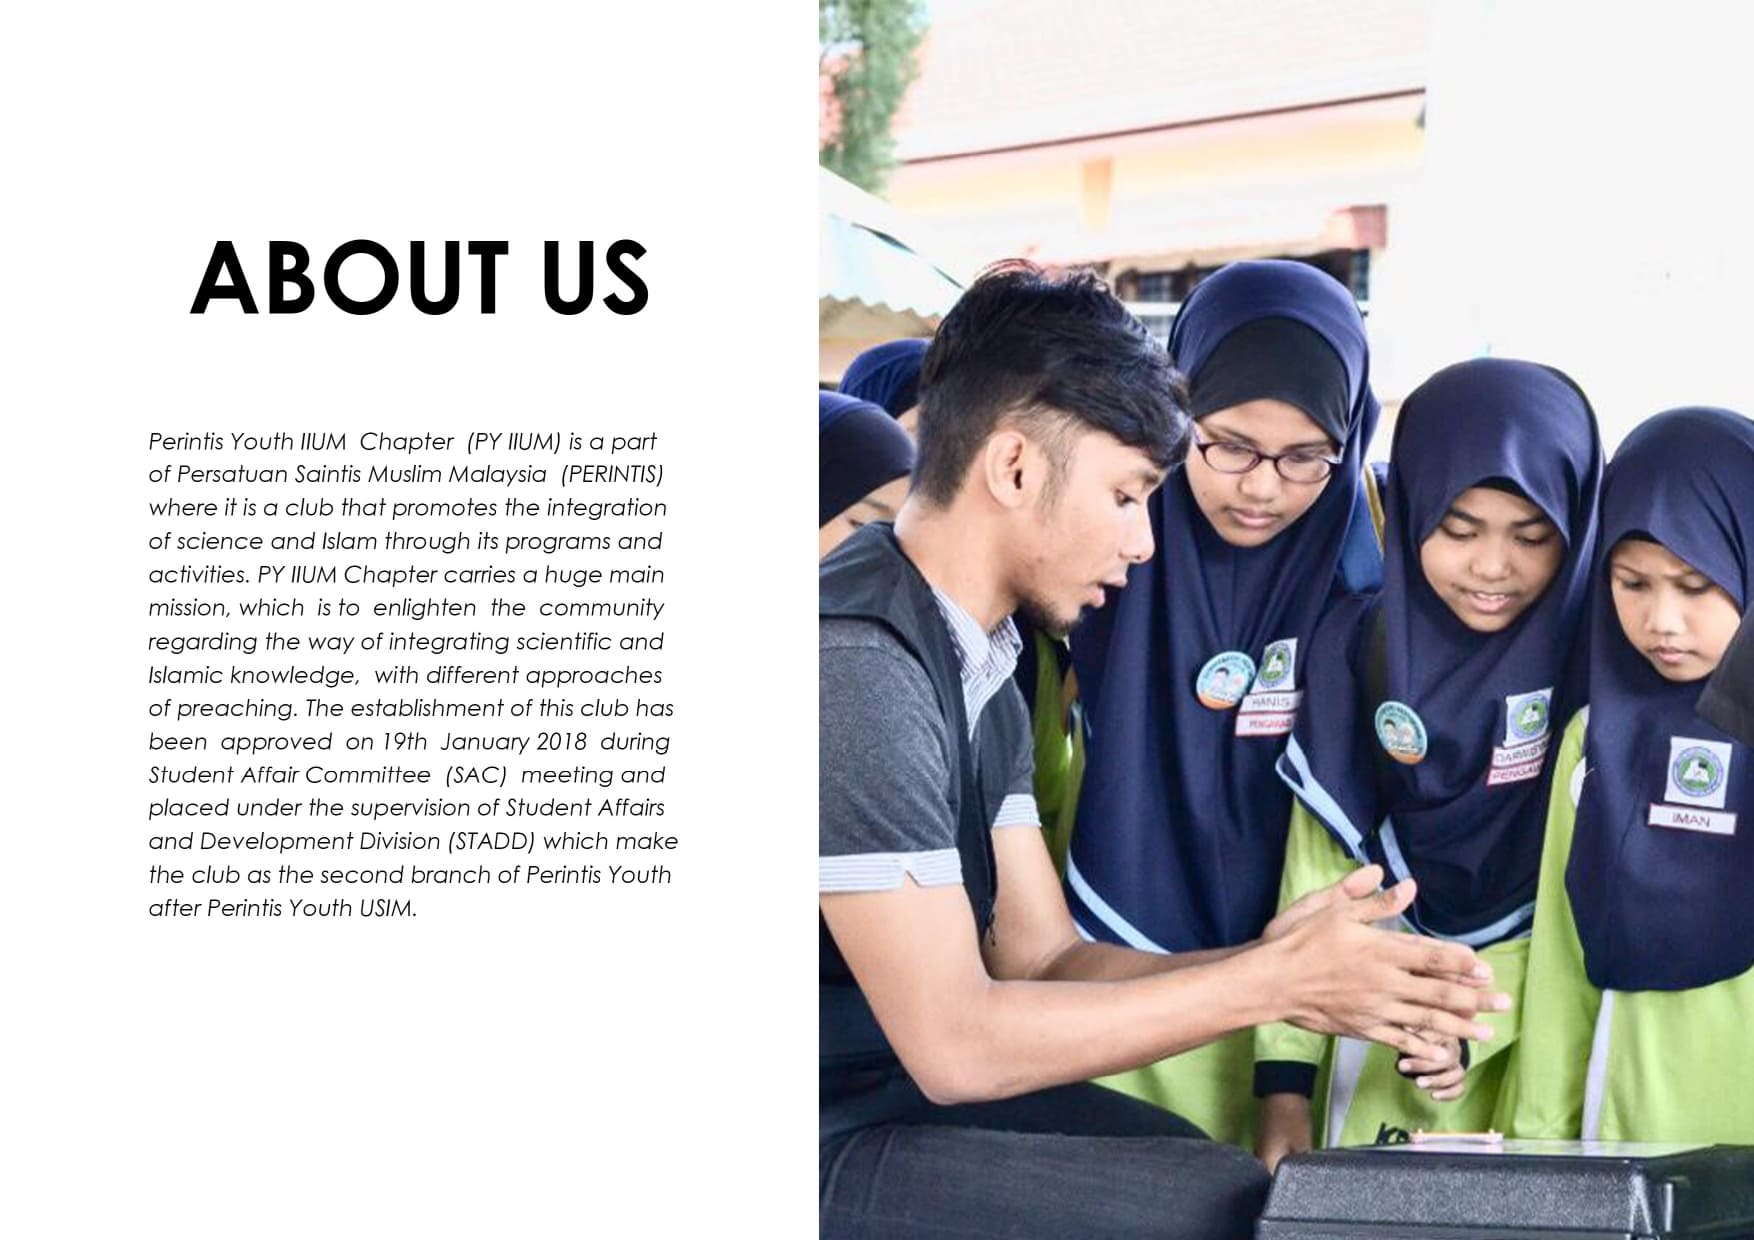 ABOUT US
Perintis Youth IIUM Chapter (PY IIUM) is a part
of Persatuan Saintis Muslim Malaysia (PERINTIS)
where it is a club that promotes the integration
of science and Islam through its programs and
activities. PY IIUM Chapter carries a huge main
mission, which is to enlighten the community
regarding the way of integrating scientific and
Islamic knowledge, with different approaches
of preaching. The establishment of this club has
been approved on 19th January 2018 during
Student Affair Committee (SAC) meeting and
placed under the supervision of Student Affairs
and Development Division (STADD) which make
the club as the second branch of Perintis Youth
after Perintis Youth USIM.
HANIS
IMAN